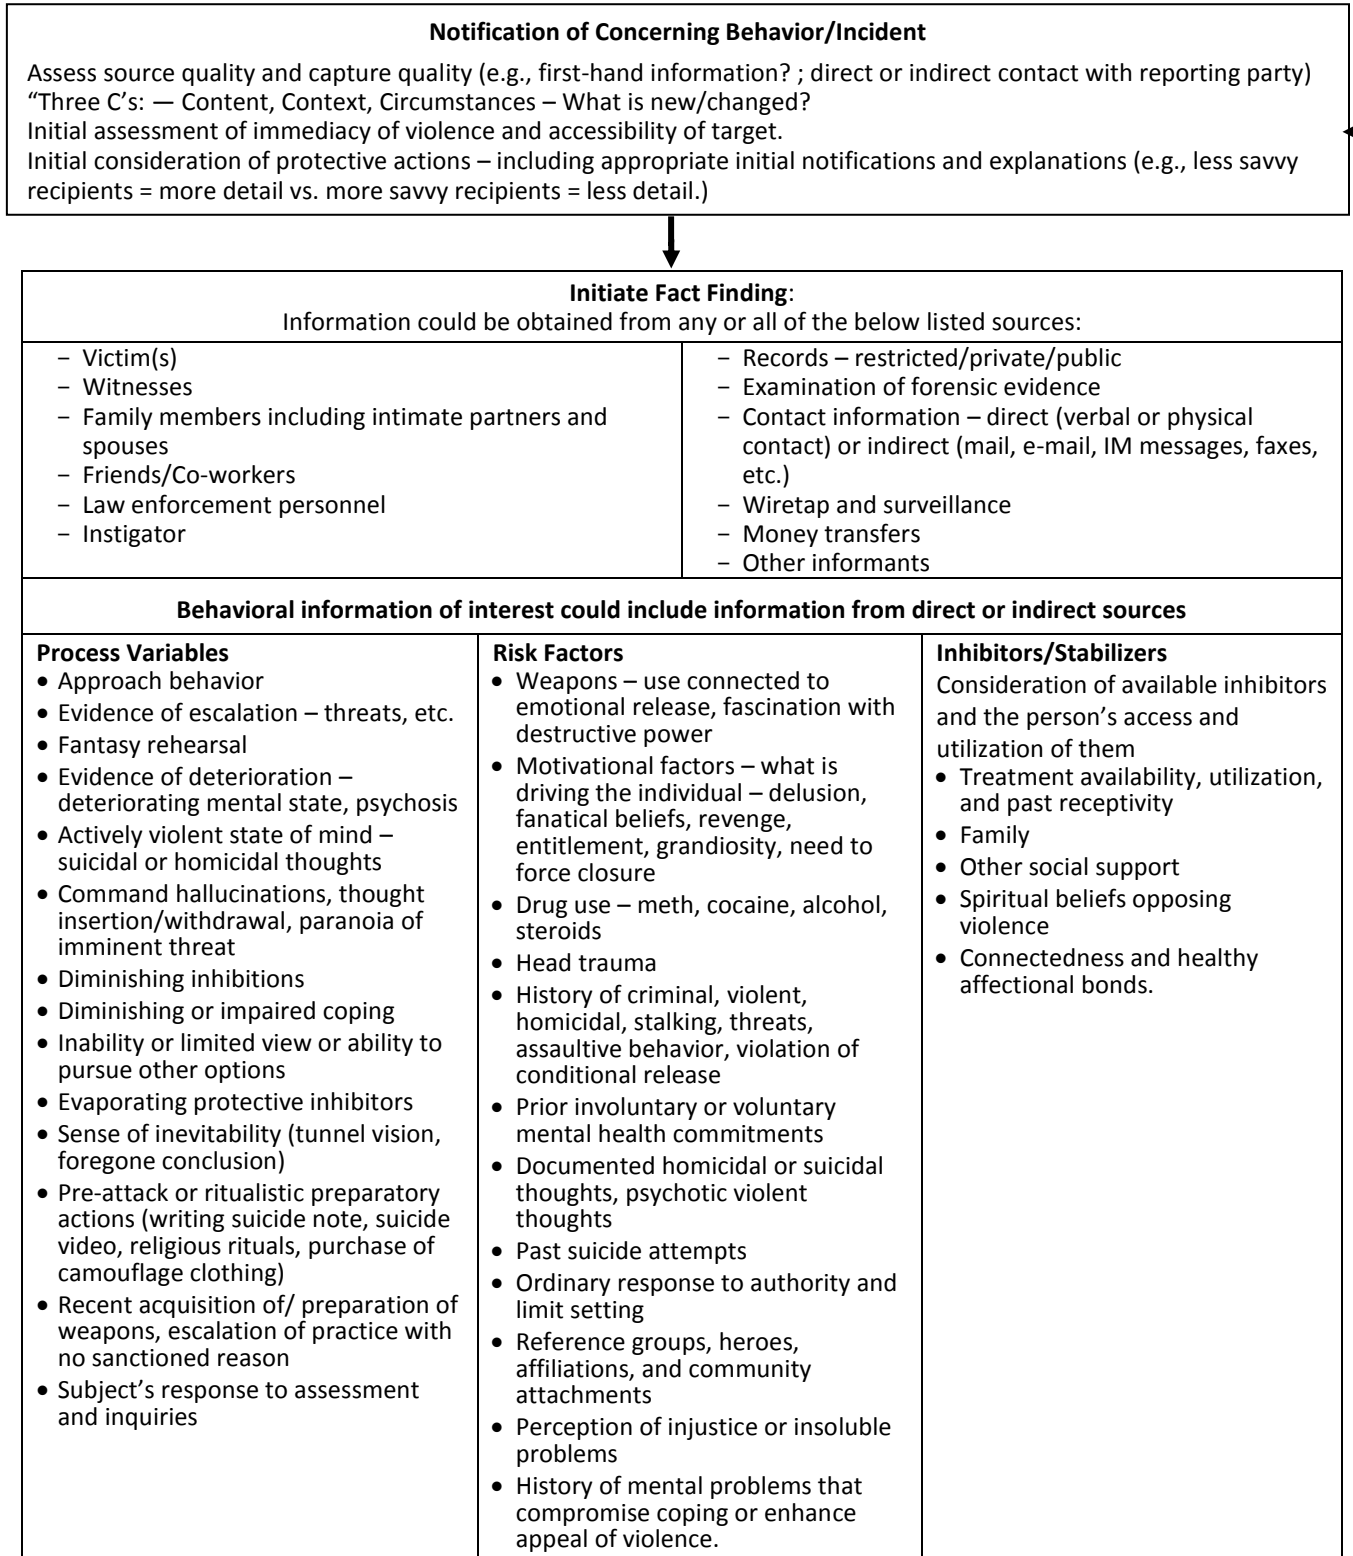 Notification of Concerning Behavior/Incident
Assess source quality and capture quality (e.g., first-hand information? ; direct or indirect contact with reporting party)
“Three C’s: — Content, Context, Circumstances – What is new/changed?
Initial assessment of immediacy of violence and accessibility of target.
Initial consideration of protective actions – including appropriate initial notifications and explanations (e.g., less savvy
recipients = more detail vs. more savvy recipients = less detail.)
Initiate Fact Finding:
Information could be obtained from any or all of the below listed sources:
− Victim(s)
− Witnesses
− Family members including intimate partners and
spouses
− Friends/Co-workers
− Law enforcement personnel
− Instigator
− Records – restricted/private/public
− Examination of forensic evidence
− Contact information – direct (verbal or physical
contact) or indirect (mail, e-mail, IM messages, faxes,
etc.)
− Wiretap and surveillance
− Money transfers
− Other informants
Behavioral information of interest could include information from direct or indirect sources
Process Variables
• Approach behavior
• Evidence of escalation – threats, etc.
• Fantasy rehearsal
• Evidence of deterioration –
deteriorating mental state, psychosis
• Actively violent state of mind –
suicidal or homicidal thoughts
• Command hallucinations, thought
insertion/withdrawal, paranoia of
imminent threat
• Diminishing inhibitions
• Diminishing or impaired coping
• Inability or limited view or ability to
pursue other options
• Evaporating protective inhibitors
• Sense of inevitability (tunnel vision,
foregone conclusion)
• Pre-attack or ritualistic preparatory
actions (writing suicide note, suicide
video, religious rituals, purchase of
camouflage clothing)
• Recent acquisition of/ preparation of
weapons, escalation of practice with
no sanctioned reason
• Subject’s response to assessment
and inquiries
Risk Factors
• Weapons – use connected to
emotional release, fascination with
destructive power
• Motivational factors – what is
driving the individual – delusion,
fanatical beliefs, revenge,
entitlement, grandiosity, need to
force closure
• Drug use – meth, cocaine, alcohol,
steroids
• Head trauma
• History of criminal, violent,
homicidal, stalking, threats,
assaultive behavior, violation of
conditional release
• Prior involuntary or voluntary
mental health commitments
• Documented homicidal or suicidal
thoughts, psychotic violent
thoughts
• Past suicide attempts
• Ordinary response to authority and
limit setting
• Reference groups, heroes,
affiliations, and community
attachments
• Perception of injustice or insoluble
problems
• History of mental problems that
compromise coping or enhance
appeal of violence.
Inhibitors/Stabilizers
Consideration of available inhibitors
and the person’s access and
utilization of them
• Treatment availability, utilization,
and past receptivity
• Family
• Other social support
• Spiritual beliefs opposing
violence
• Connectedness and healthy
affectional bonds.